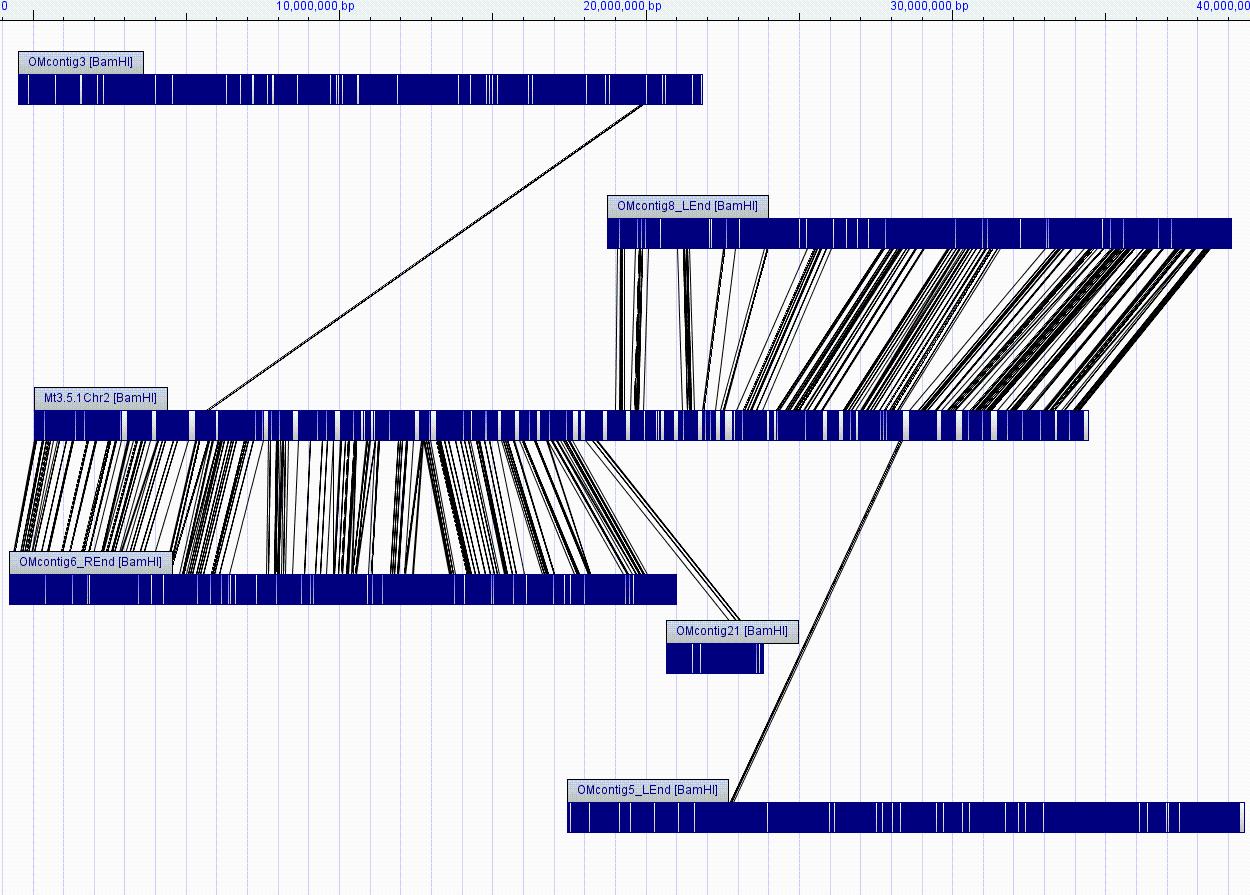 0 10,000,000 bp 20,000,000 bp 30,000,000 bp 40,000,00
OMcontig3 [BamHI]
OMcontig8_LEnd [BamHI]
Mt3.5.1Chr2 [BamHI]
OMcontig6_REnd [BamHI]
OMcontig21 [BamHI]
OMcontig5_LEnd [BamHI]